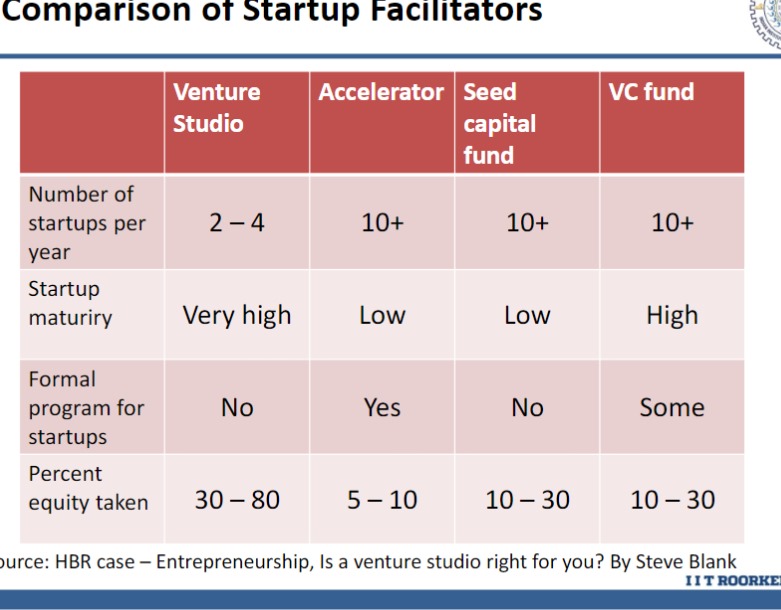 Comparison of Startup Facilitators
Venture Studio
Accelerator
Seed capital fund
VC fund
Number of startups per year
2 – 4
10+
10+
10+
Startup maturiry
Very high
Low
Low
High
Formal program for startups
No
Yes
No
Some
Percent equity taken
30 – 80
5 – 10
10 – 30
10 – 30
ource: HBR case – Entrepreneurship, Is a venture studio right for you? By Steve Blank
IIT ROORKE